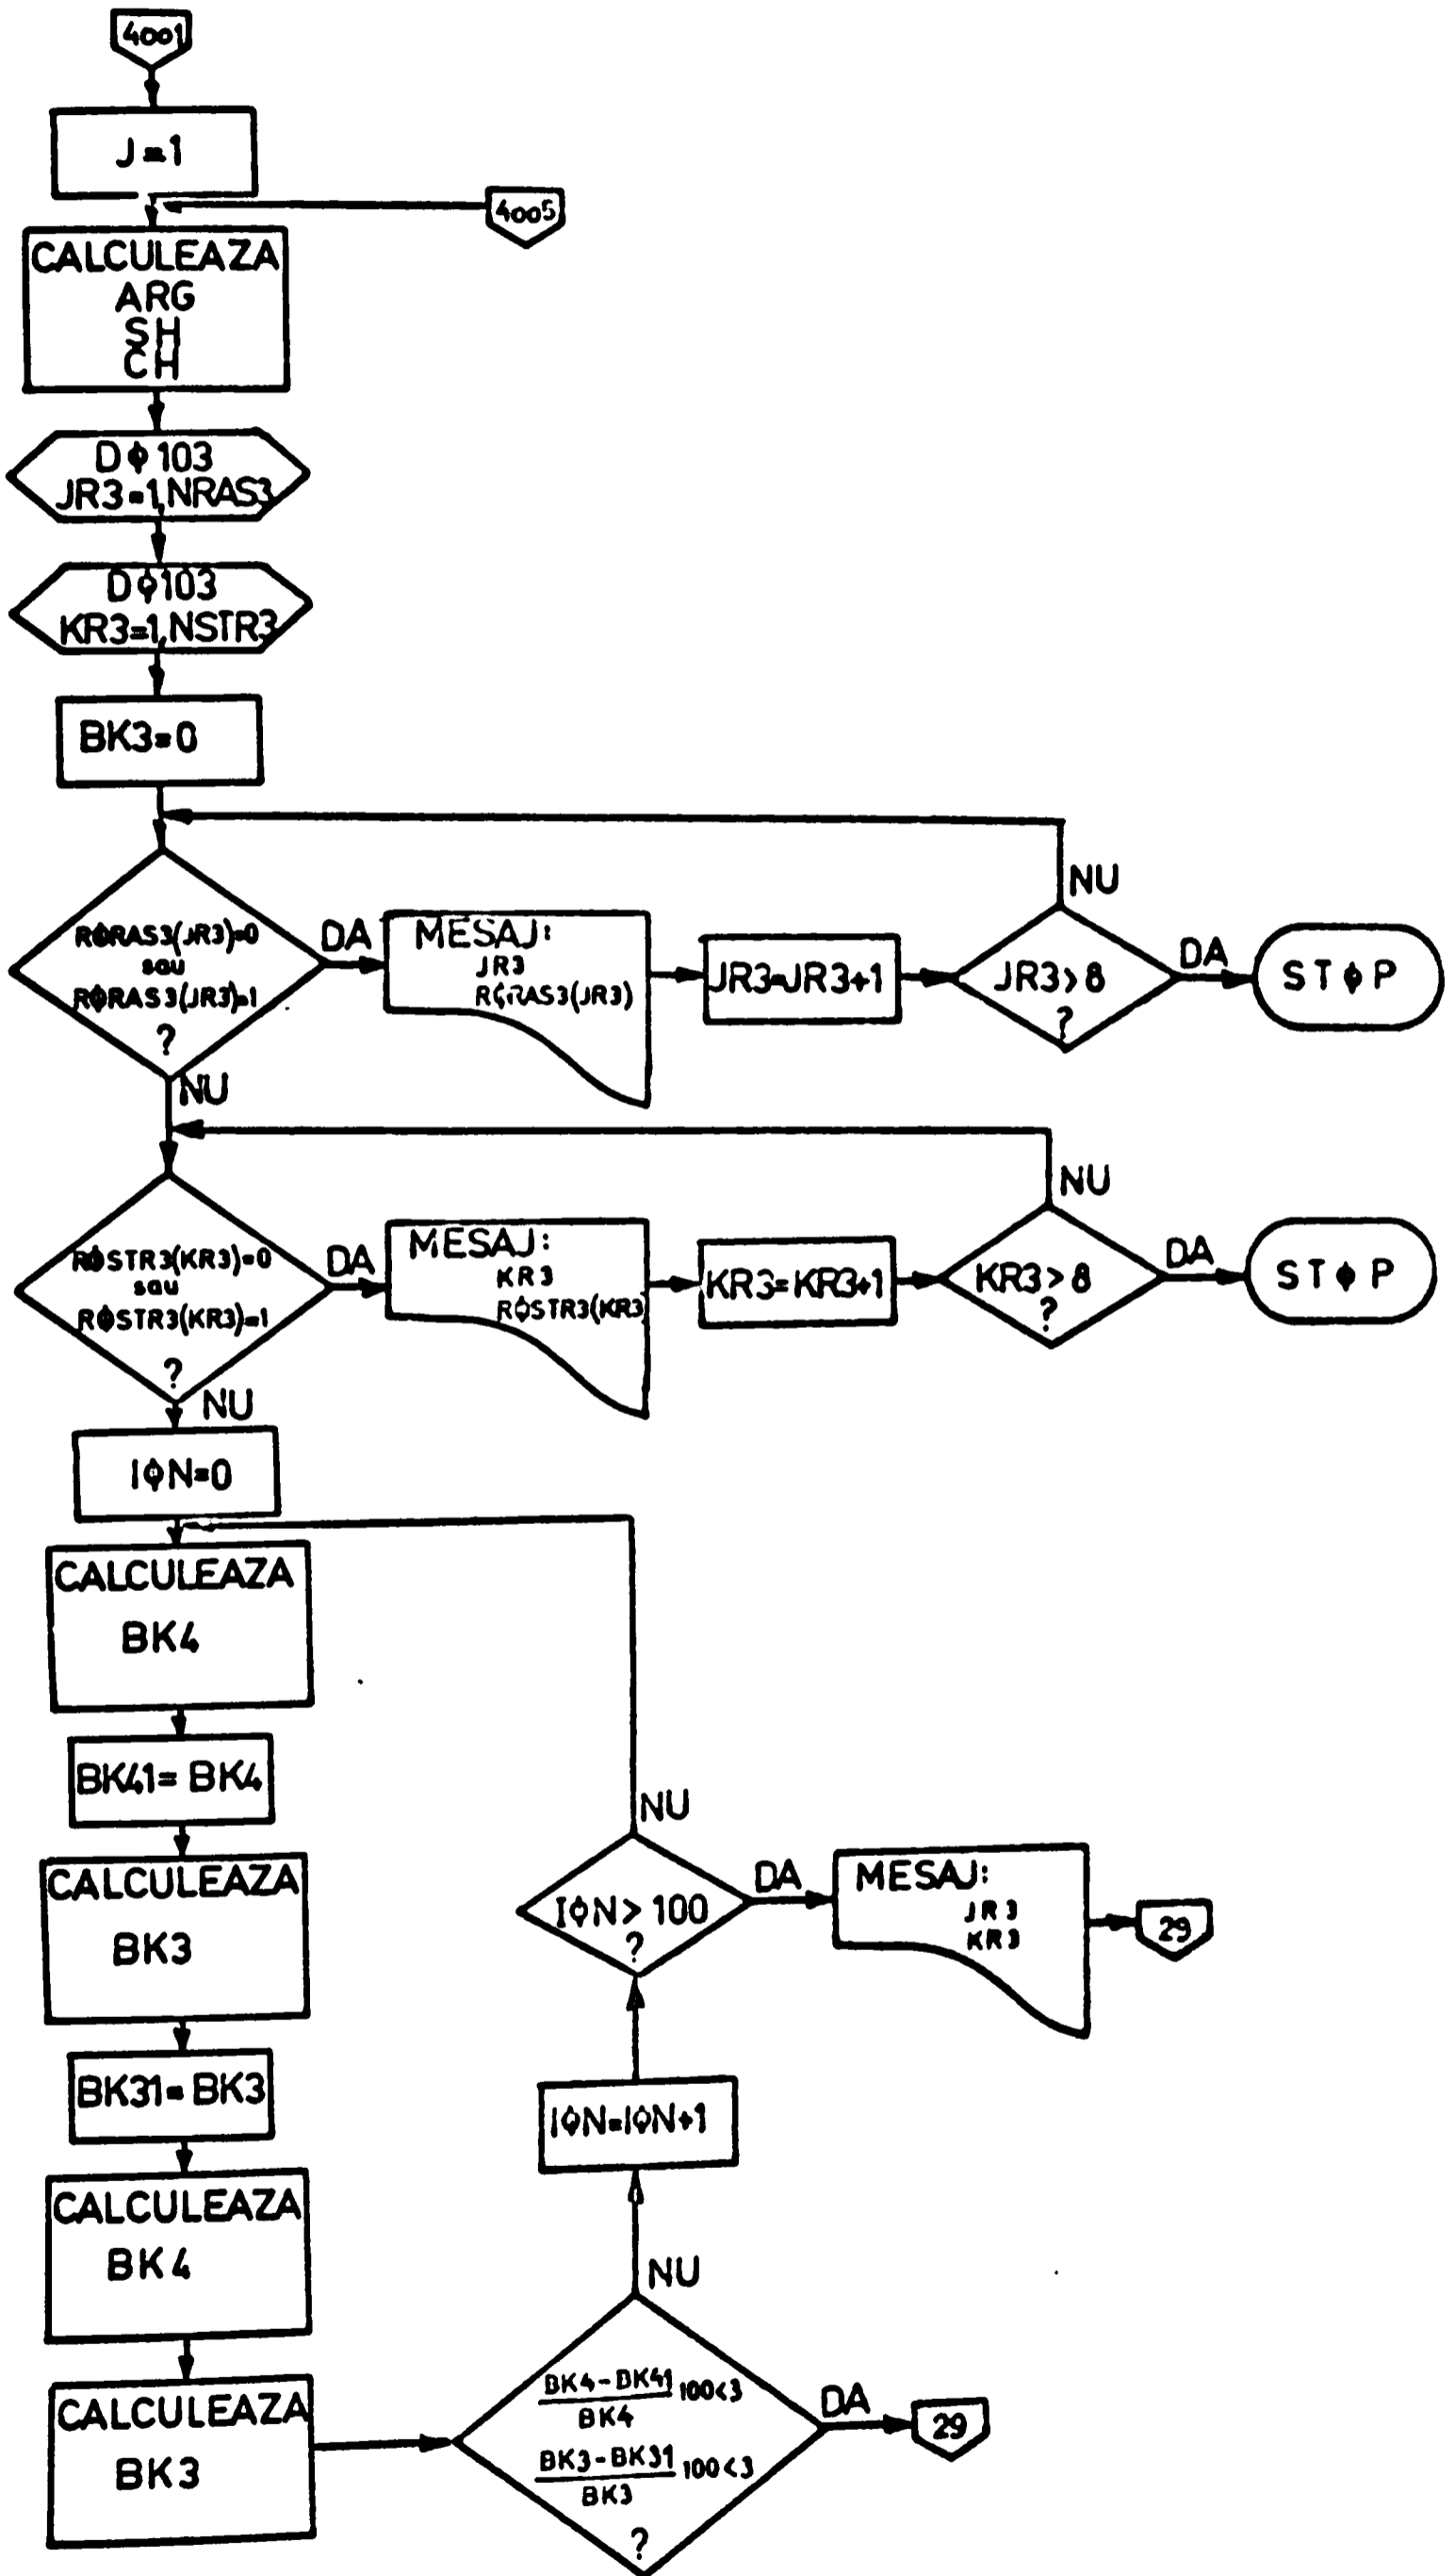 4001
J=1
4005
CALCULEAZA
ARG
SH
CH
DΦ 103
JR3=1,NRAS3
DΦ103
KR3=1,NSTR3
BK3=0
RΦRAS3(JR3)=0
sau
RΦRAS3(JR3)=1
?
DA
MESAJ:
JR3
RΦRAS3(JR3)
JR3=JR3+1
NU
JR3>8
?
DA
STΦP
NU
RΦSTR3(KR3)=0
sau
RΦSTR3(KR3)=1
?
DA
MESAJ:
KR3
RΦSTR3(KR3
KR3=KR3+1
NU
KR3>8
?
DA
STΦP
NU
IΦN=0
CALCULEAZA
BK4
BK41=BK4
CALCULEAZA
BK3
BK31=BK3
CALCULEAZA
BK4
CALCULEAZA
BK3
NU
IΦN>100
?
DA
MESAJ:
JR3
KR3
29
IΦN=IΦN+1
NU
BK4-BK41 100<3
BK4
BK3-BK31 100<3
BK3
?
DA
29